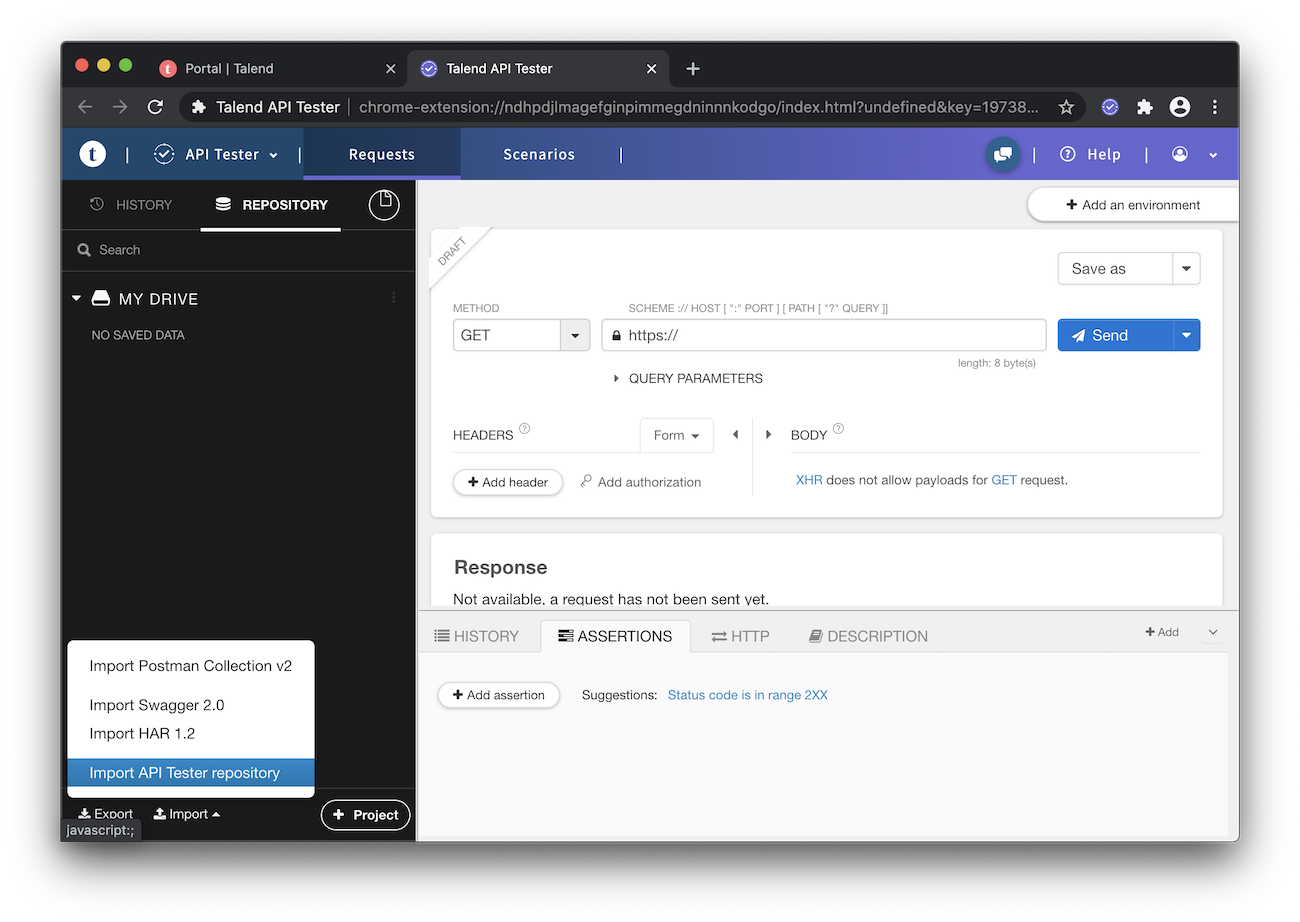 Portal | Talend
Talend API Tester
Talend API Tester | chrome-extension://ndhpdjlmagefginpimmegdninnnkodgo/index.html?undefined&key=19738...
t | API Tester | Requests Scenarios | | Help |
HISTORY REPOSITORY
Add an environment
Search
DRAFT
Save as
MY DRIVE
NO SAVED DATA
METHOD SCHEME :// HOST [ ":" PORT ] [ PATH [ "?" QUERY ]]
GET https:// Send
length: 8 byte(s)
QUERY PARAMETERS
HEADERS ? Form BODY ?
+ Add header Add authorization XHR does not allow payloads for GET request.
Response
Not available, a request has not been sent yet.
HISTORY ASSERTIONS HTTP DESCRIPTION + Add
+ Add assertion Suggestions: Status code is in range 2XX
Import Postman Collection v2
Import Swagger 2.0
Import HAR 1.2
Import API Tester repository
Export Import + Project
javascript:;